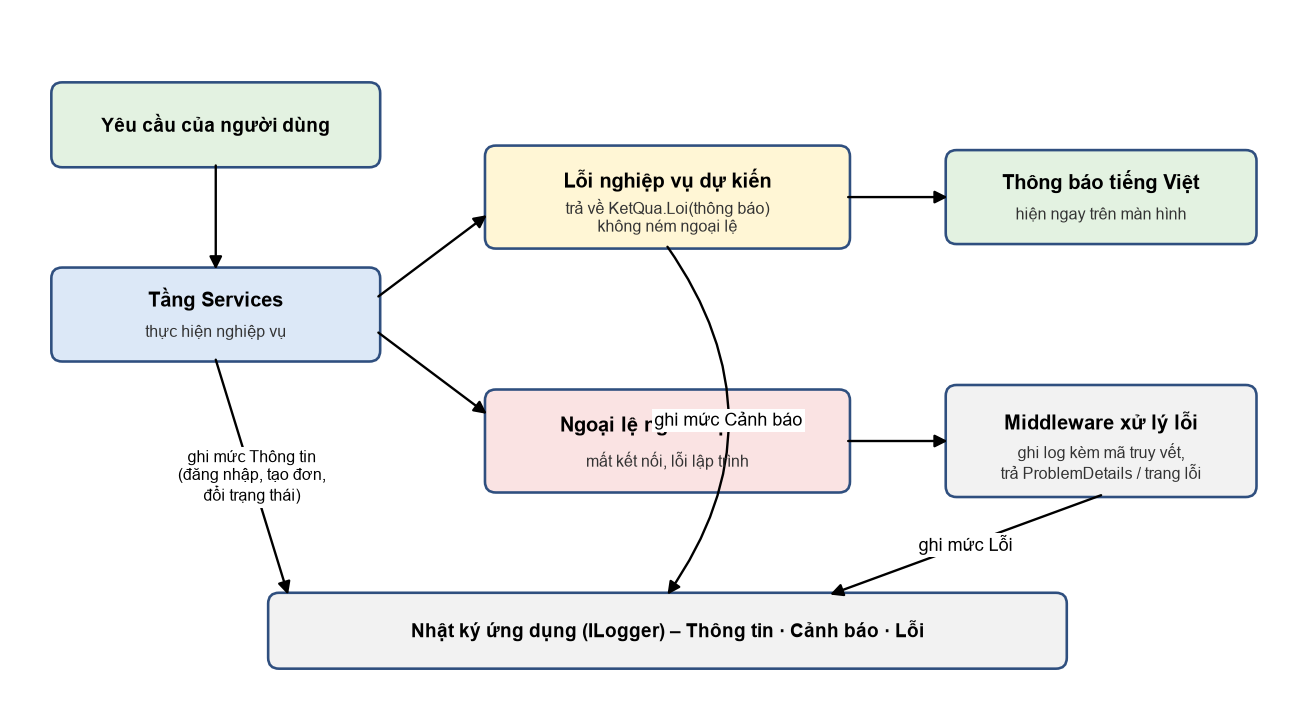 Yêu cầu của người dùng
Lỗi nghiệp vụ dự kiến
trả về KetQua.Loi(thông báo)
không ném ngoại lệ
Thông báo tiếng Việt
hiện ngay trên màn hình
Tầng Services
thực hiện nghiệp vụ
Ngoại lệ
ghi mức Cảnh báo
mất kết nối, lỗi lập trình
Middleware xử lý lỗi
ghi log kèm mã truy vết,
trả ProblemDetails / trang lỗi
ghi mức Thông tin
(đăng nhập, tạo đơn,
đổi trạng thái)
ghi mức Lỗi
Nhật ký ứng dụng (ILogger) – Thông tin · Cảnh báo · Lỗi